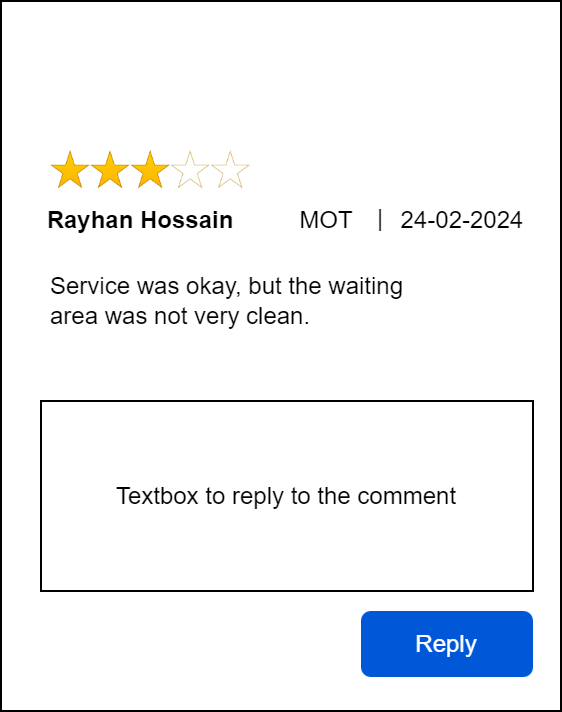 Rayhan Hossain MOT | 24-02-2024
Service was okay, but the waiting
area was not very clean.
Textbox to reply to the comment
Reply